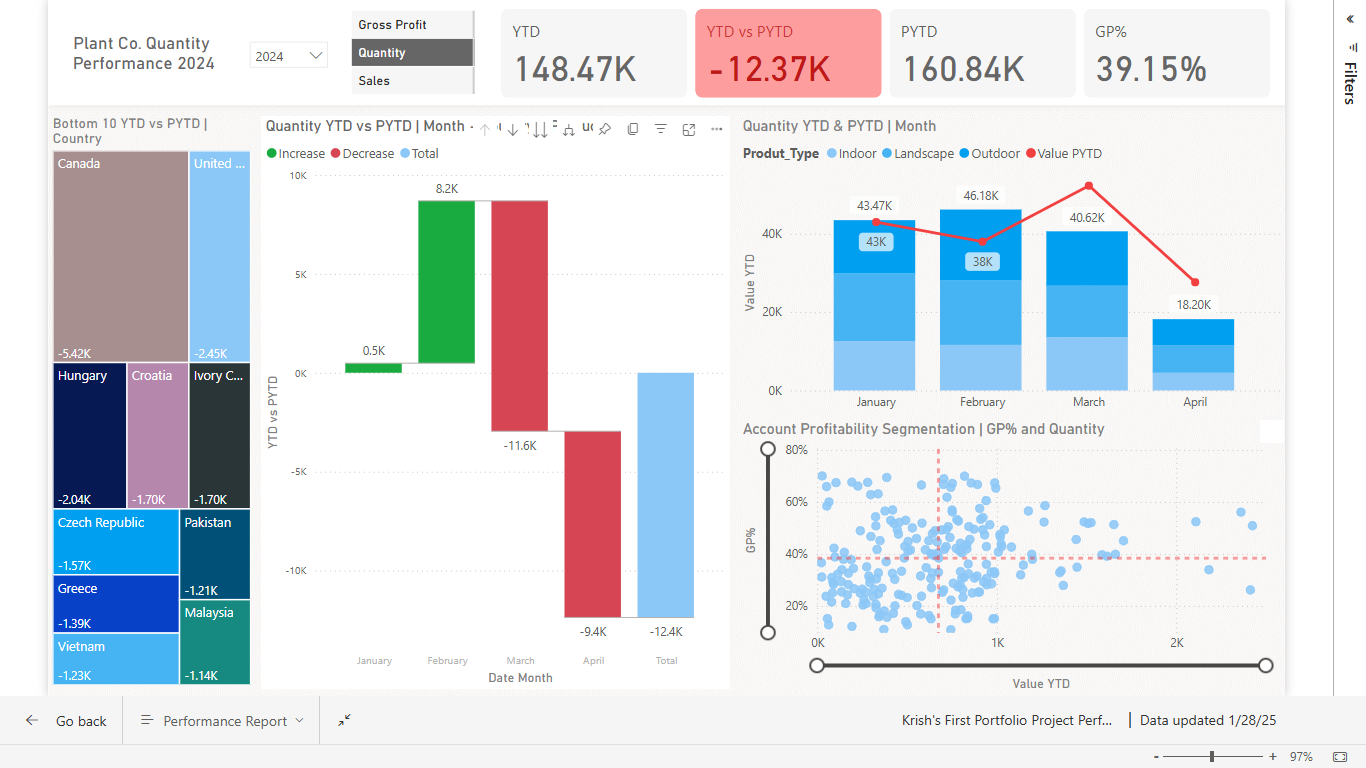 Plant Co. Quantity
Performance 2024
2024
Gross Profit
Quantity
Sales
YTD
148.47K
YTD vs PYTD
-12.37K
PYTD
160.84K
GP%
39.15%
Filters
Bottom 10 YTD vs PYTD |
Country
Canada
-5.42K
United ...
-2.45K
Hungary
-2.04K
Croatia
-1.70K
Ivory C...
-1.70K
Czech Republic
-1.57K
Pakistan
-1.21K
Greece
-1.39K
Malaysia
-1.14K
Vietnam
-1.23K
Quantity YTD vs PYTD | Month -
Increase Decrease Total
10K
5K
0K
-5K
-10K
YTD vs PYTD
0.5K
8.2K
-11.6K
-9.4K
-12.4K
January February March April Total
Date Month
Quantity YTD & PYTD | Month
Produt_Type Indoor Landscape Outdoor Value PYTD
40K
20K
0K
Value YTD
43.47K
43K
46.18K
38K
40.62K
18.20K
January February March April
Account Profitability Segmentation | GP% and Quantity
80%
60%
40%
20%
GP%
0K 1K 2K
Value YTD
Go back
Performance Report
Krish's First Portfolio Project Perf...
Data updated 1/28/25
- + 97%